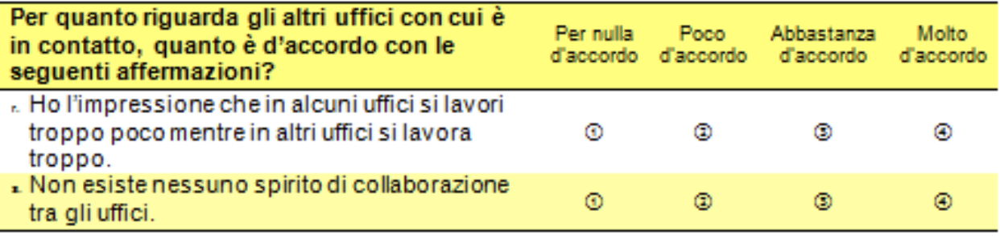 Per quanto riguarda gli altri uffici con cui è
in contatto, quanto è d'accordo con le
seguenti affermazioni?
Per nulla d'accordo
Poco d'accordo
Abbastanza d'accordo
Molto d'accordo
r. Ho l'impressione che in alcuni uffici si lavori
troppo poco mentre in altri uffici si lavora
troppo.
① ② ③ ④
Non esiste nessuno spirito di collaborazione
tra gli uffici.
① ② ③ ④